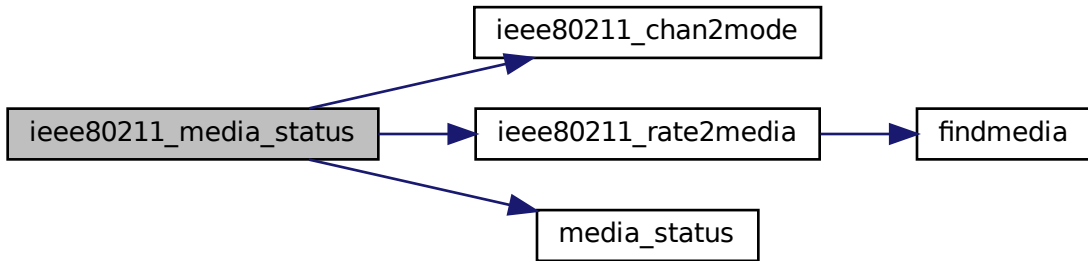 ieee80211_chan2mode
ieee80211_media_status
ieee80211_rate2media
findmedia
media_status